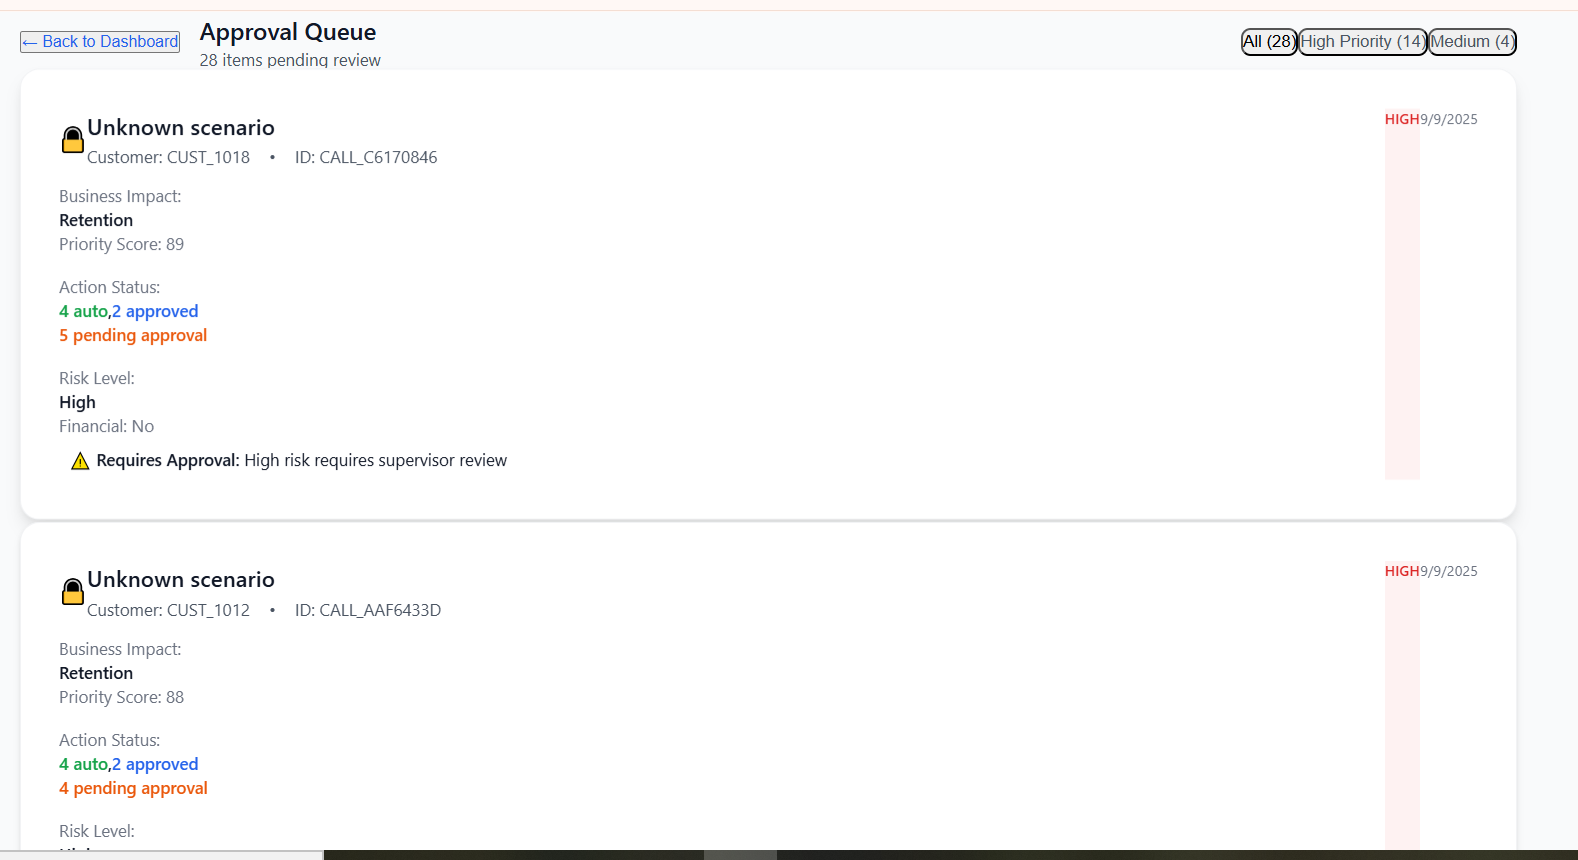 ← Back to Dashboard
Approval Queue
28 items pending review
All (28)
High Priority (14)
Medium (4)
Unknown scenario
Customer: CUST_1018 • ID: CALL_C6170846
HIGH 9/9/2025
Business Impact:
Retention
Priority Score: 89
Action Status:
4 auto,2 approved
5 pending approval
Risk Level:
High
Financial: No
Requires Approval: High risk requires supervisor review
Unknown scenario
Customer: CUST_1012 • ID: CALL_AAF6433D
HIGH 9/9/2025
Business Impact:
Retention
Priority Score: 88
Action Status:
4 auto,2 approved
4 pending approval
Risk Level: